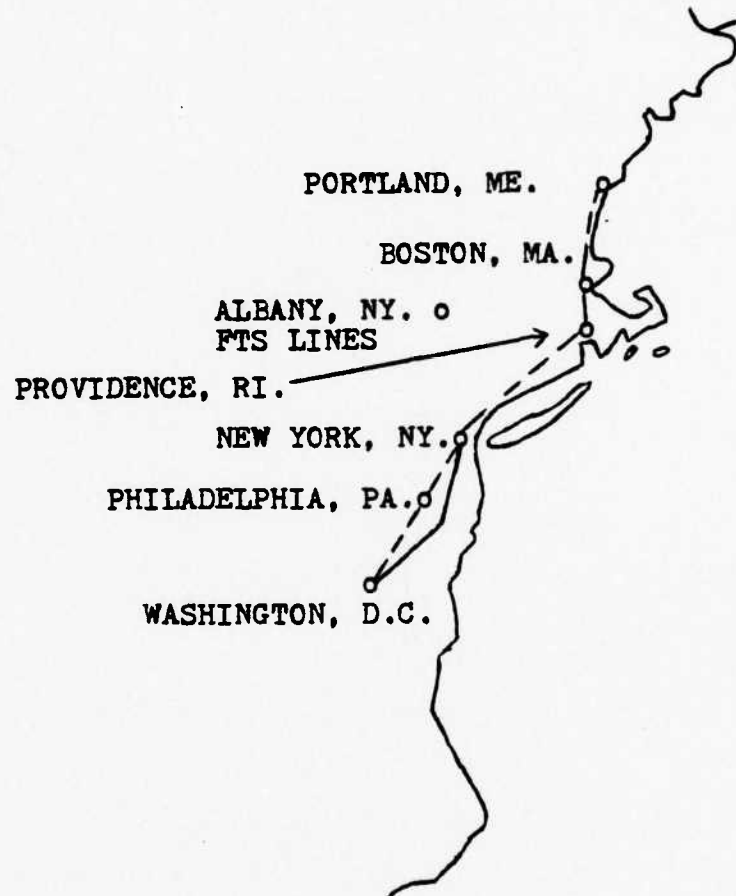 PORTLAND, ME.
BOSTON, MA.
ALBANY, NY.
FTS LINES
PROVIDENCE, RI.
NEW YORK, NY.
PHILADELPHIA, PA.
WASHINGTON, D.C.